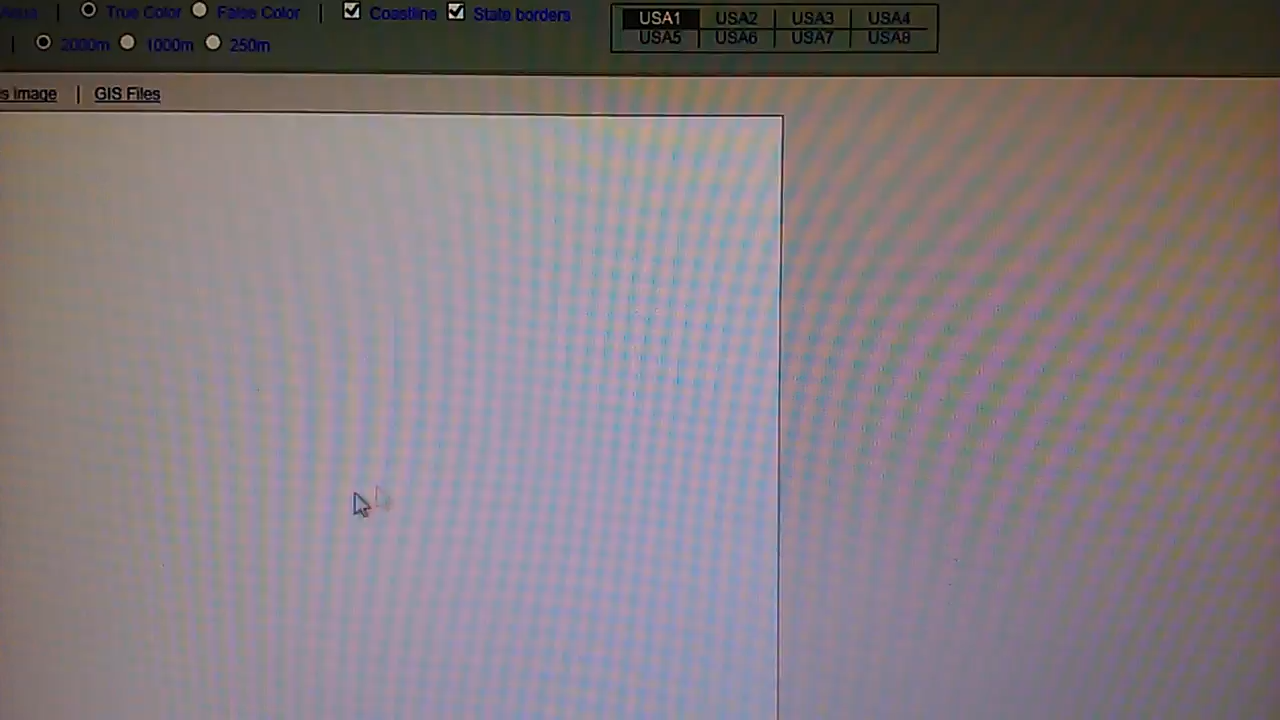 | True Color False Color | Coastline State borders
USA1 | USA2 | USA3 | USA4
USA5 | USA6 | USA7 | USA8
| 2000m 1000m 250m
s image | GIS Files